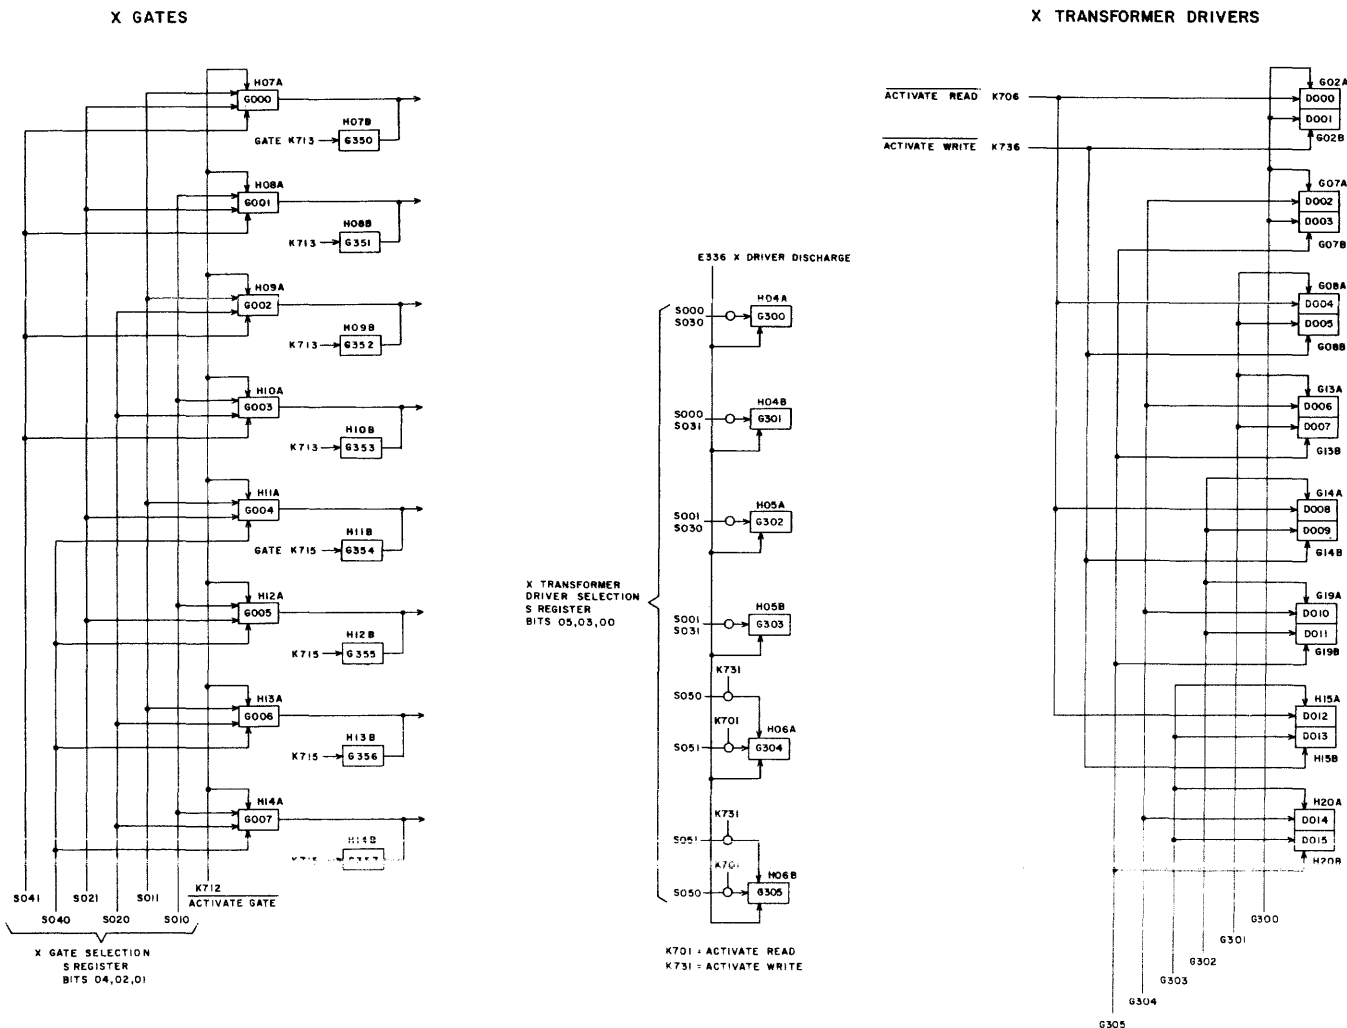 X GATES
H07A
G000
H07B
GATE K713
G350
H08A
G001
H08B
K713
G351
H09A
G002
H09B
K713
G352
H10A
G003
H10B
K713
G353
H11A
G004
H11B
GATE K715
G354
H12A
G005
H12B
K715
G355
H13A
G006
H13B
K715
G356
H14A
G007
H14B
S041
S021
S011
K712
ACTIVATE GATE
S040
S020
S010
X GATE SELECTION
S REGISTER
BITS 04,02,01
E336 X DRIVER DISCHARGE
S000
S030
H04A
G300
S000
S031
H04B
G301
S001
S030
H05A
G302
X TRANSFORMER
DRIVER SELECTION
S REGISTER
BITS 05,03,00
S001
S031
H05B
G303
K731
S050
K701
S051
H06A
G304
K731
S051
K701
S050
H06B
G305
K701 = ACTIVATE READ
K731 = ACTIVATE WRITE
X TRANSFORMER DRIVERS
ACTIVATE READ K706
ACTIVATE WRITE K736
G02A
D000
D001
G02B
G07A
D002
D003
G07B
G08A
D004
D005
G08B
G13A
D006
D007
G13B
G14A
D008
D009
G14B
G19A
D010
D011
G19B
H15A
D012
D013
H15B
H20A
D014
D015
H20B
G300
G301
G302
G303
G304
G305